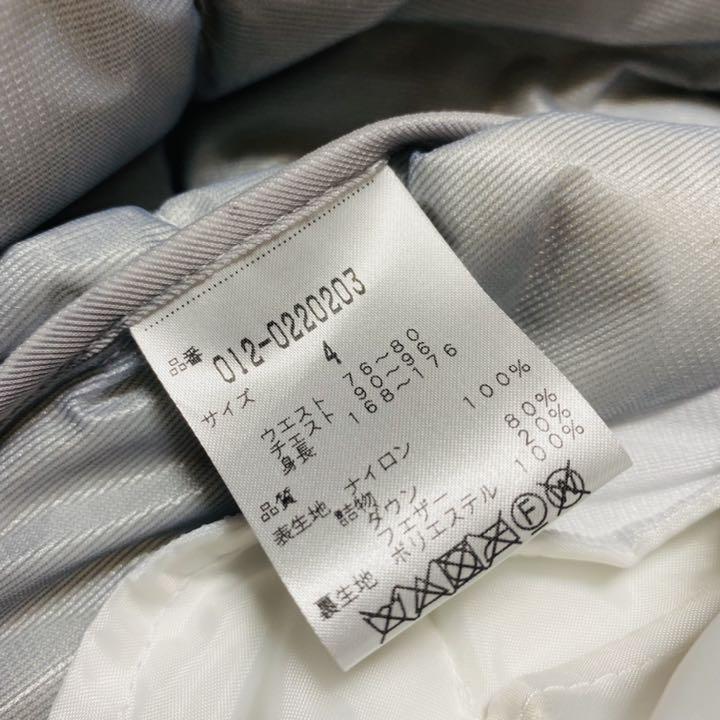 品番 012-0220203
サイズ 4
ウエスト 76～80
チェスト 90～96
身長 168～176
品質
表生地 ナイロン 100%
詰物
ダウン 80%
フェザー 20%
裏生地 ポリエステル 100%
F W